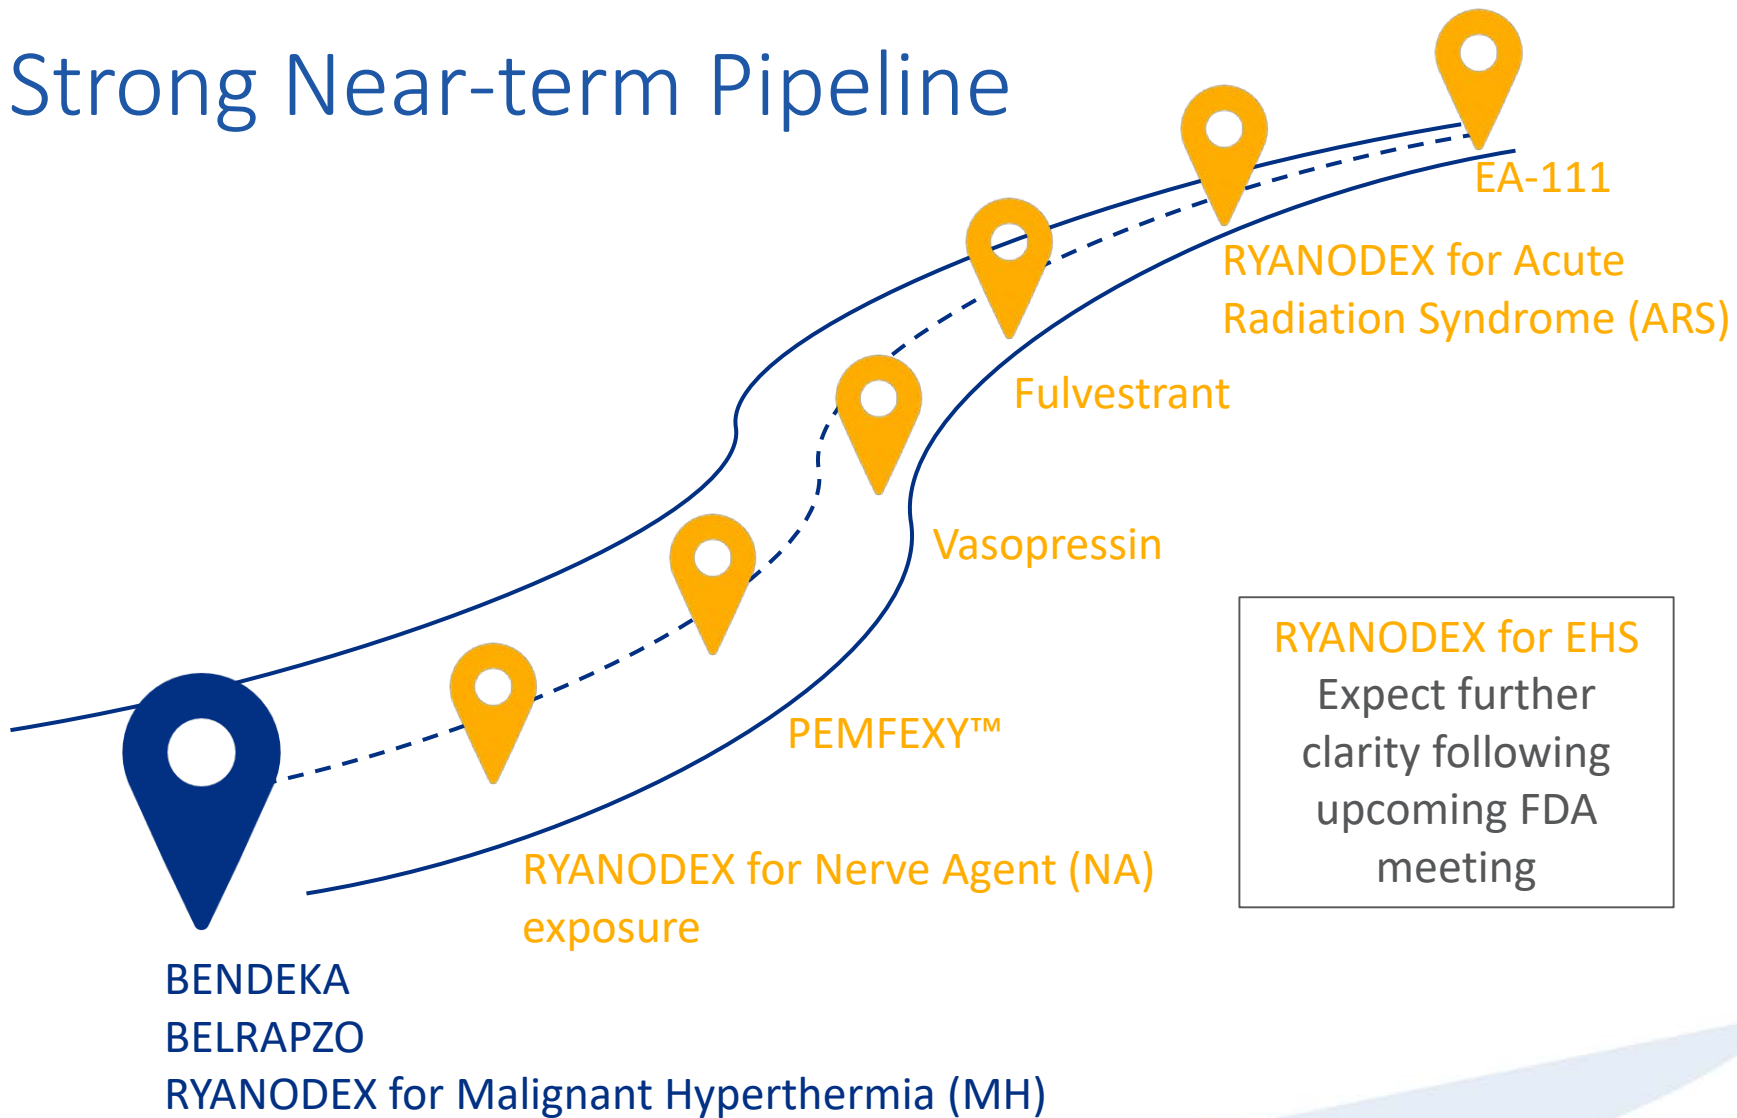 Strong Near-term Pipeline
EA-111
RYANODEX for Acute
Radiation Syndrome (ARS)
Fulvestrant
Vasopressin
PEMFEXY™
RYANODEX for Nerve Agent (NA)
exposure
BENDEKA
BELRAPZO
RYANODEX for Malignant Hyperthermia (MH)
RYANODEX for EHS
Expect further
clarity following
upcoming FDA
meeting